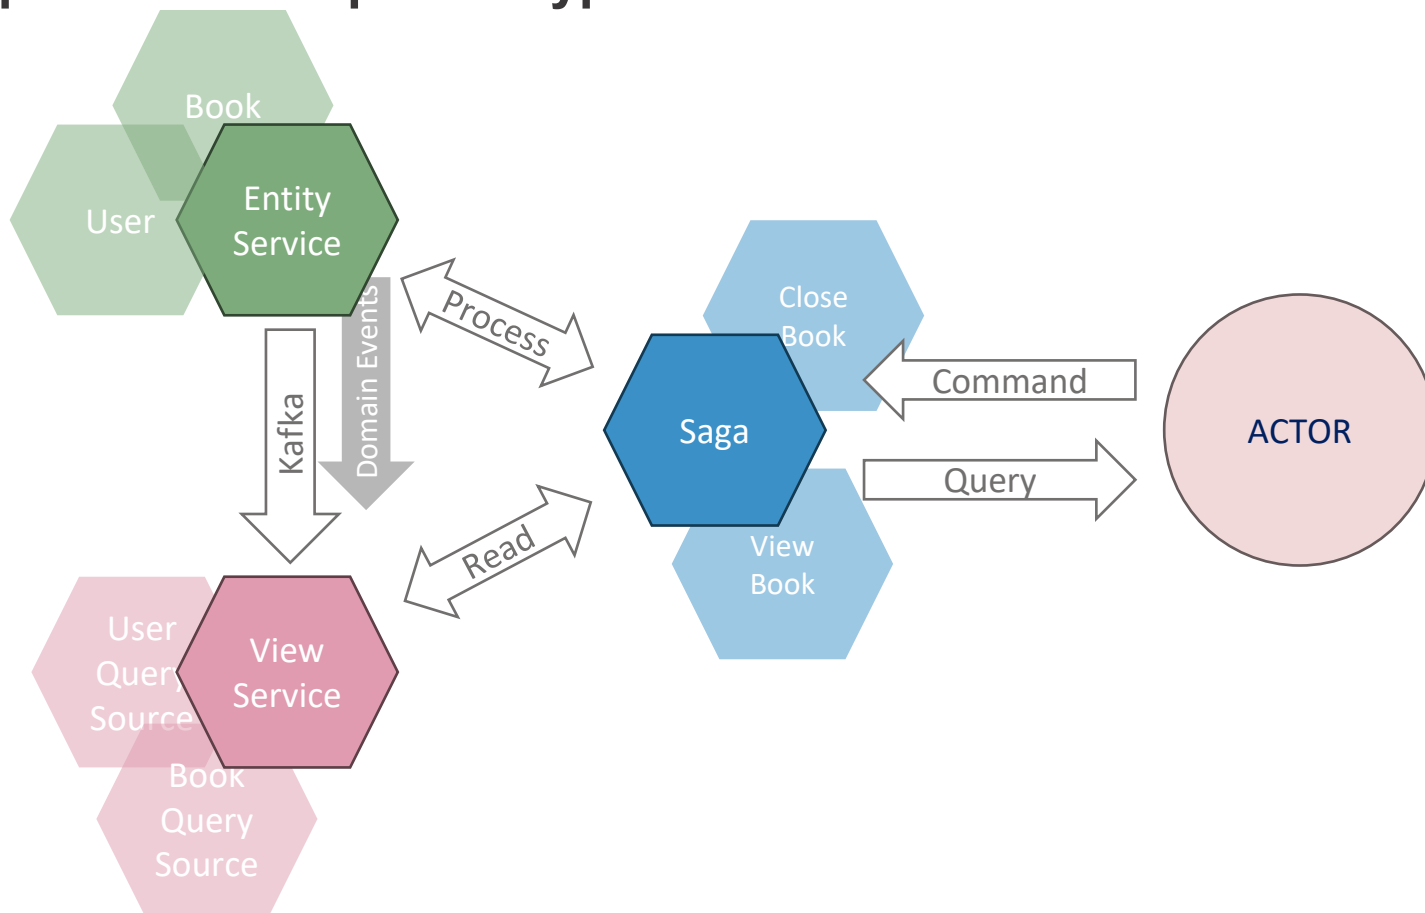 Book
User
Entity
Service
Process
Domain Events
Kafka
Close
Book
Command
Saga
ACTOR
Query
Read
View
Book
User
Query
Source
View
Service
Book
Query
Source